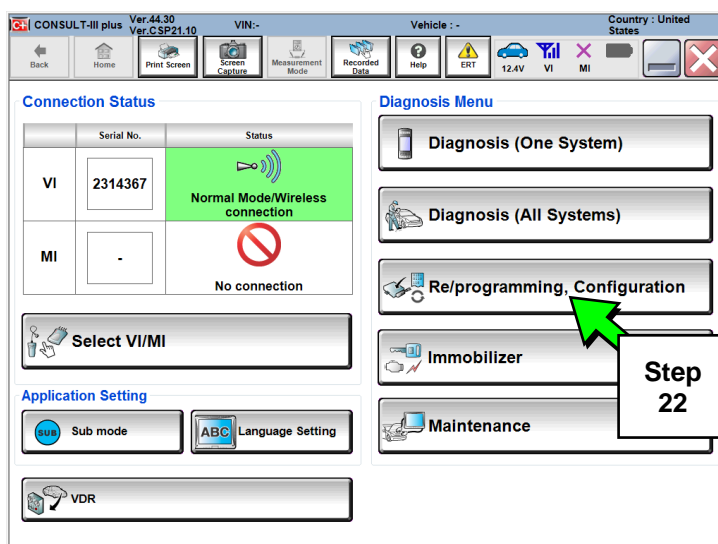 CONSULT-III plus Ver.44.30 VIN:- Vehicle : - Country : United
Ver.CSP21.10 States
Back Home Print Screen Screen Capture Measurement Mode Recorded Data Help ERT 12.4V VI MI
Connection Status
Serial No. Status
VI 2314367 Normal Mode/Wireless
connection
MI - No connection
Select VI/MI
Application Setting
SUB Sub mode ABC Language Setting
VDR
Diagnosis Menu
Diagnosis (One System)
Diagnosis (All Systems)
Re/programming, Configuration
Immobilizer
Maintenance
Step
22